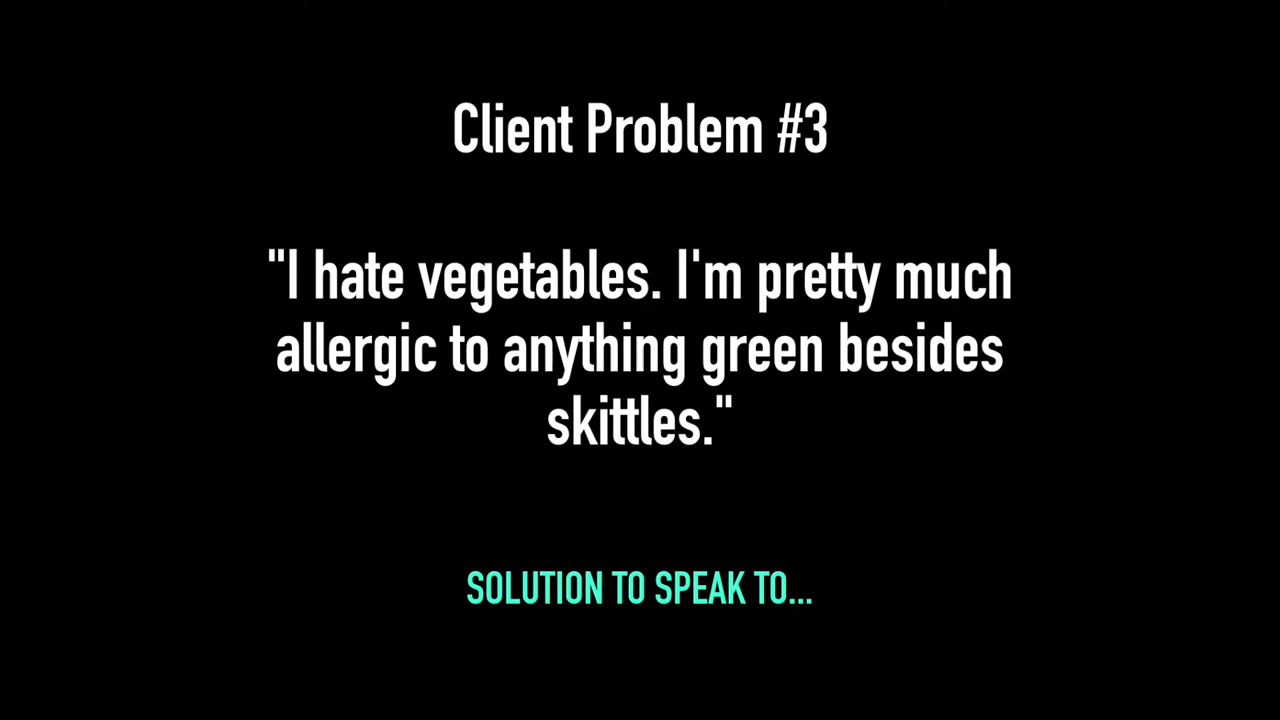 Client Problem #3
"I hate vegetables. I'm pretty much
allergic to anything green besides
skittles."
SOLUTION TO SPEAK TO...